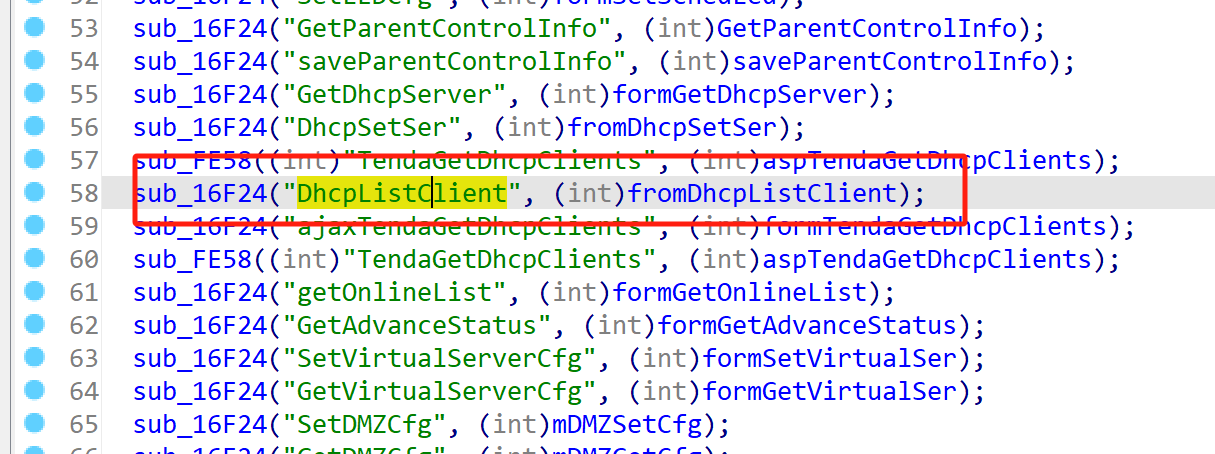 52 sub_16F24("SetLEDCfg", (int)formSetSchedLed);
53 sub_16F24("GetParentControlInfo", (int)GetParentControlInfo);
54 sub_16F24("saveParentControlInfo", (int)saveParentControlInfo);
55 sub_16F24("GetDhcpServer", (int)formGetDhcpServer);
56 sub_16F24("DhcpSetSer", (int)fromDhcpSetSer);
57 sub_FE58((int)"TendaGetDhcpClients", (int)aspTendaGetDhcpClients);
58 sub_16F24("DhcpListClient", (int)fromDhcpListClient);
59 sub_16F24("ajaxTendaGetDhcpClients", (int)formTendaGetDhcpClients);
60 sub_FE58((int)"TendaGetDhcpClients", (int)aspTendaGetDhcpClients);
61 sub_16F24("getOnlineList", (int)formGetOnlineList);
62 sub_16F24("GetAdvanceStatus", (int)formGetAdvanceStatus);
63 sub_16F24("SetVirtualServerCfg", (int)formSetVirtualSer);
64 sub_16F24("GetVirtualServerCfg", (int)formGetVirtualSer);
65 sub_16F24("SetDMZCfg", (int)mDMZSetCfg);
66 sub_16F24("GetDMZCfg", (int)mDMZGetCfg);